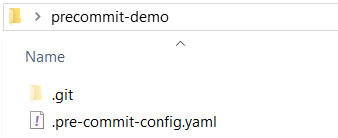 precommit-demo
Name
.git
.pre-commit-config.yaml